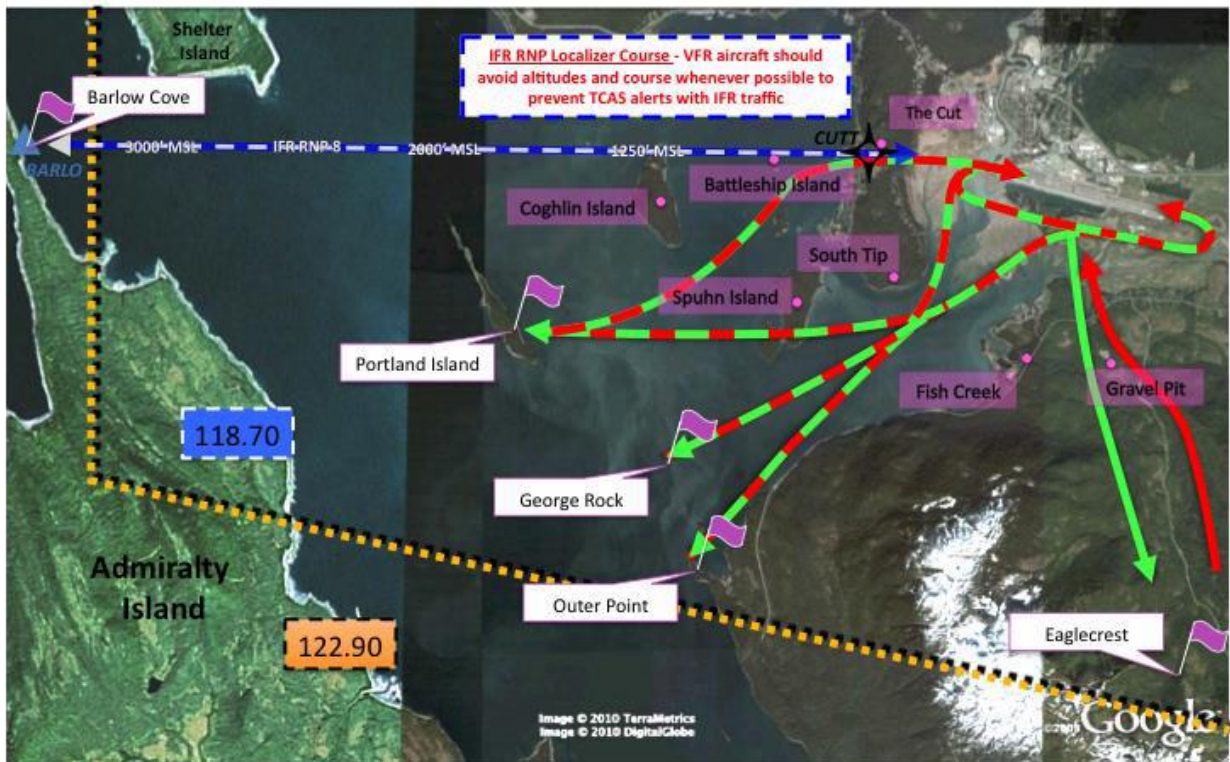 Shelter
Island
IFR RNP Localizer Course - VFR aircraft should
avoid altitudes and course whenever possible to
prevent TCAS alerts with IFR traffic
Barlow Cove
The Cut
CUTT
BARLO
3000' MSL
IFR RNP 8
2000' MSL
1250' MSL
Battleship Island
Coghlin Island
South Tip
Spuhn Island
Portland Island
Fish Creek
Gravel Pit
118.70
George Rock
Admiralty
Island
Outer Point
122.90
Eaglecrest
Image © 2010 TerraMetrics
Image © 2010 DigitalGlobe
©2009 Google